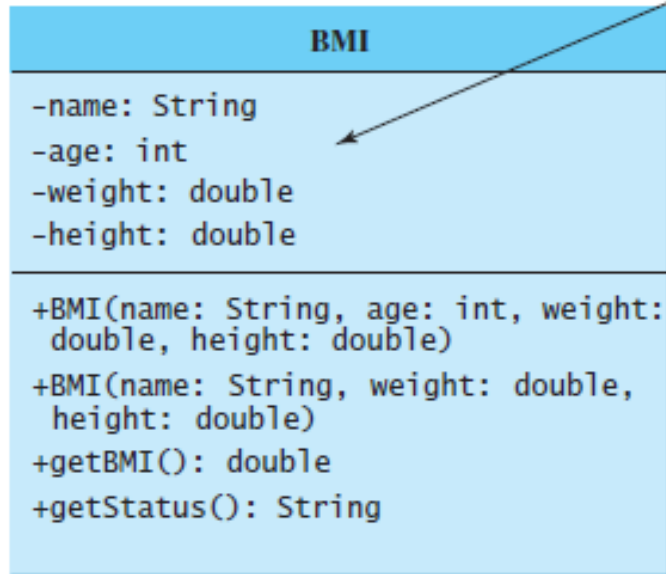 BMI
-name: String
-age: int
-weight: double
-height: double
+BMI(name: String, age: int, weight:
double, height: double)
+BMI(name: String, weight: double,
height: double)
+getBMI(): double
+getStatus(): String